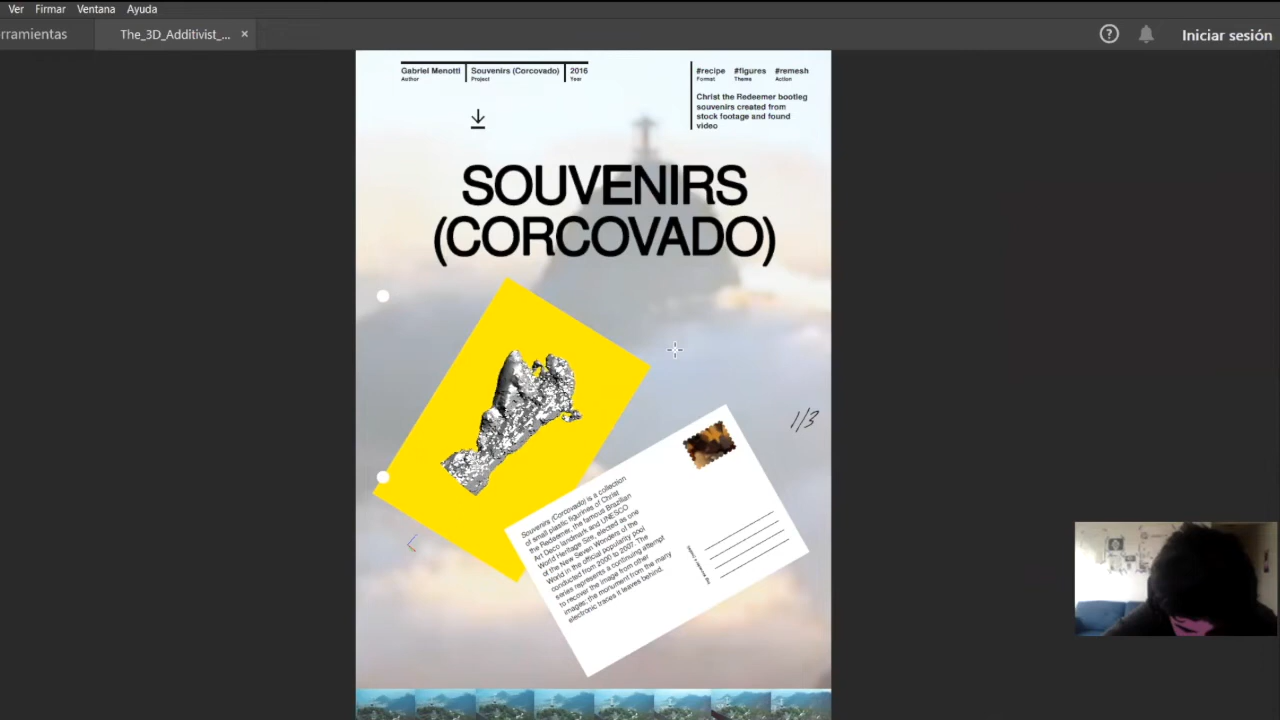 Ver Firmar Ventana Ayuda
rramientas
The_3D_Additivist_... ×
? Iniciar sesión
Gabriel Menotti Souvenirs (Corcovado) 2016
Author Project Year
#recipe #figures #remesh
Format Theme Action
Christ the Redeemer bootleg
souvenirs created from
stock footage and found
video
SOUVENIRS
(CORCOVADO)
1/3
Souvenirs (Corcovado) is a collection
of small plastic figurines of Christ
the Redeemer, the famous Brazilian
Art Deco landmark and UNESCO
World Heritage Size, elected as one
of the New Seven Wonders of the
World in the official popularity pool
conducted from 2000 to 2007. The
series represents a continuing attempt
to recover the image from other
images; the monument from the many
electronic traces it leaves behind.